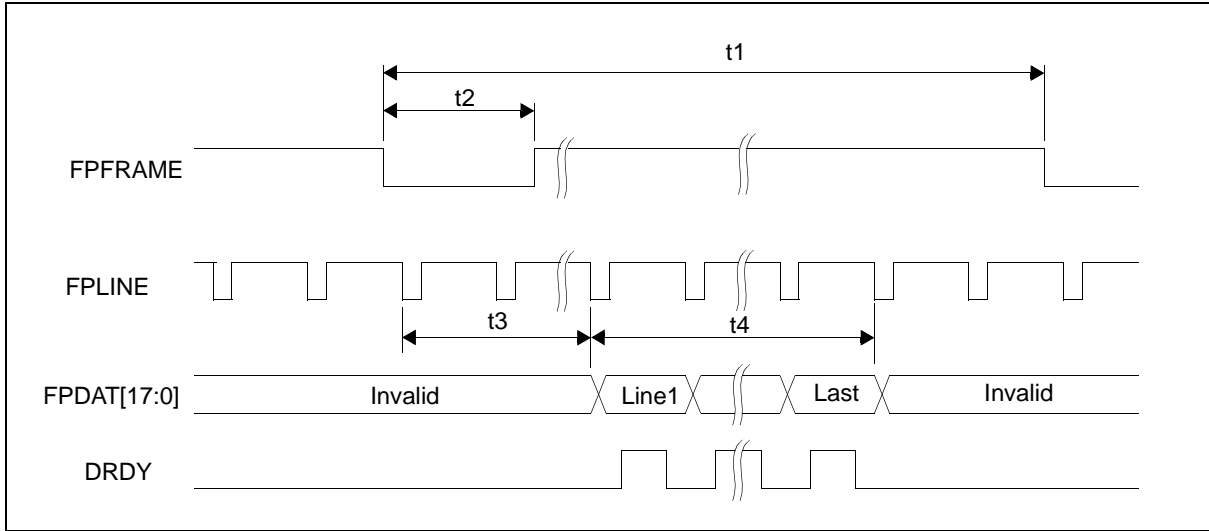 t1
t2
FPFRAME
FPLINE
t3
t4
FPDAT[17:0]
Invalid
Line1
Last
Invalid
DRDY